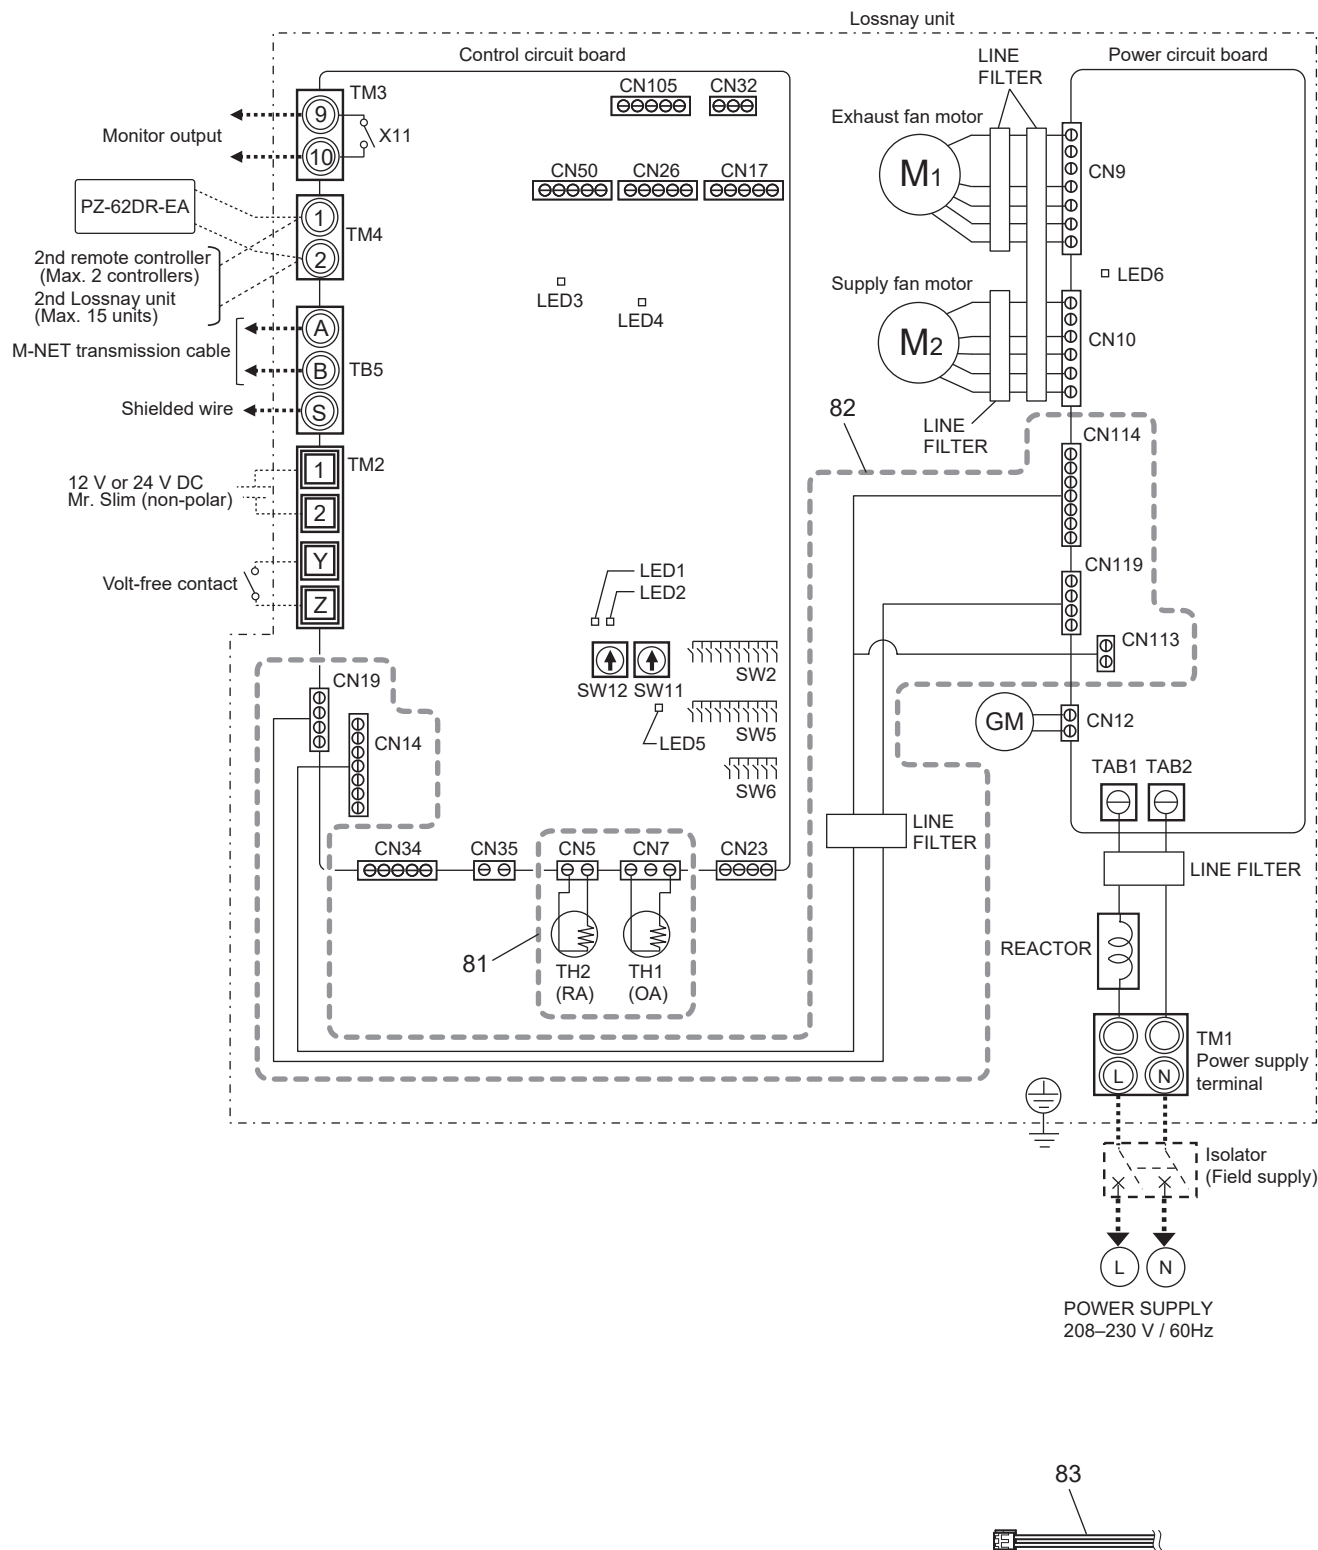 Lossnay unit
Control circuit board
LINE
FILTER
Power circuit board
TM3
CN105
CN32
9
Exhaust fan motor
Monitor output
X11
10
CN50
CN26
CN17
M1
CN9
PZ-62DR-EA
1
TM4
2nd remote controller
(Max. 2 controllers)
2
2nd Lossnay unit
(Max. 15 units)
LED3
LED4
LED6
Supply fan motor
A
M-NET transmission cable
B
TB5
M2
CN10
Shielded wire
S
82
LINE
FILTER
CN114
TM2
1
12 V or 24 V DC
Mr. Slim (non-polar)
2
Y
Volt-free contact
Z
LED1
LED2
CN119
CN113
SW2
SW12
SW11
CN19
CN14
LED5
SW5
GM
CN12
SW6
TAB1
TAB2
LINE
FILTER
CN34
CN35
CN5
CN7
CN23
LINE FILTER
81
TH2
(RA)
TH1
(OA)
REACTOR
TM1
Power supply
terminal
L
N
Isolator
(Field supply)
L
N
POWER SUPPLY
208–230 V / 60Hz
83